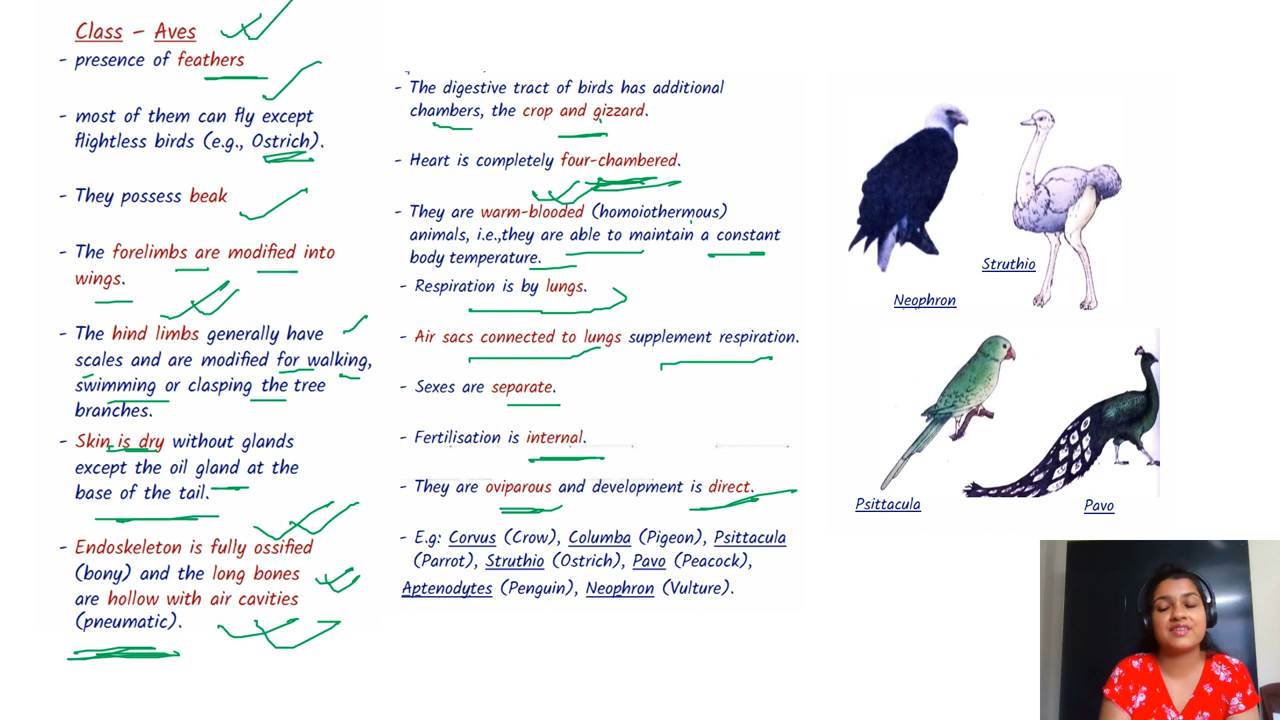 Class – Aves
- presence of feathers
- most of them can fly except
flightless birds (e.g., Ostrich).
- They possess beak
- The forelimbs are modified into
wings.
- The hind limbs generally have
scales and are modified for walking,
swimming or clasping the tree
branches.
- Skin is dry without glands
except the oil gland at the
base of the tail.
- Endoskeleton is fully ossified
(bony) and the long bones
are hollow with air cavities
(pneumatic).
- The digestive tract of birds has additional
chambers, the crop and gizzard.
- Heart is completely four-chambered.
- They are warm-blooded (homoiothermous)
animals, i.e.,they are able to maintain a constant
body temperature.
- Respiration is by lungs.
- Air sacs connected to lungs supplement respiration.
- Sexes are separate.
- Fertilisation is internal.
- They are oviparous and development is direct.
- E.g: Corvus (Crow), Columba (Pigeon), Psittacula
(Parrot), Struthio (Ostrich), Pavo (Peacock),
Aptenodytes (Penguin), Neophron (Vulture).
Struthio
Neophron
Psittacula
Pavo